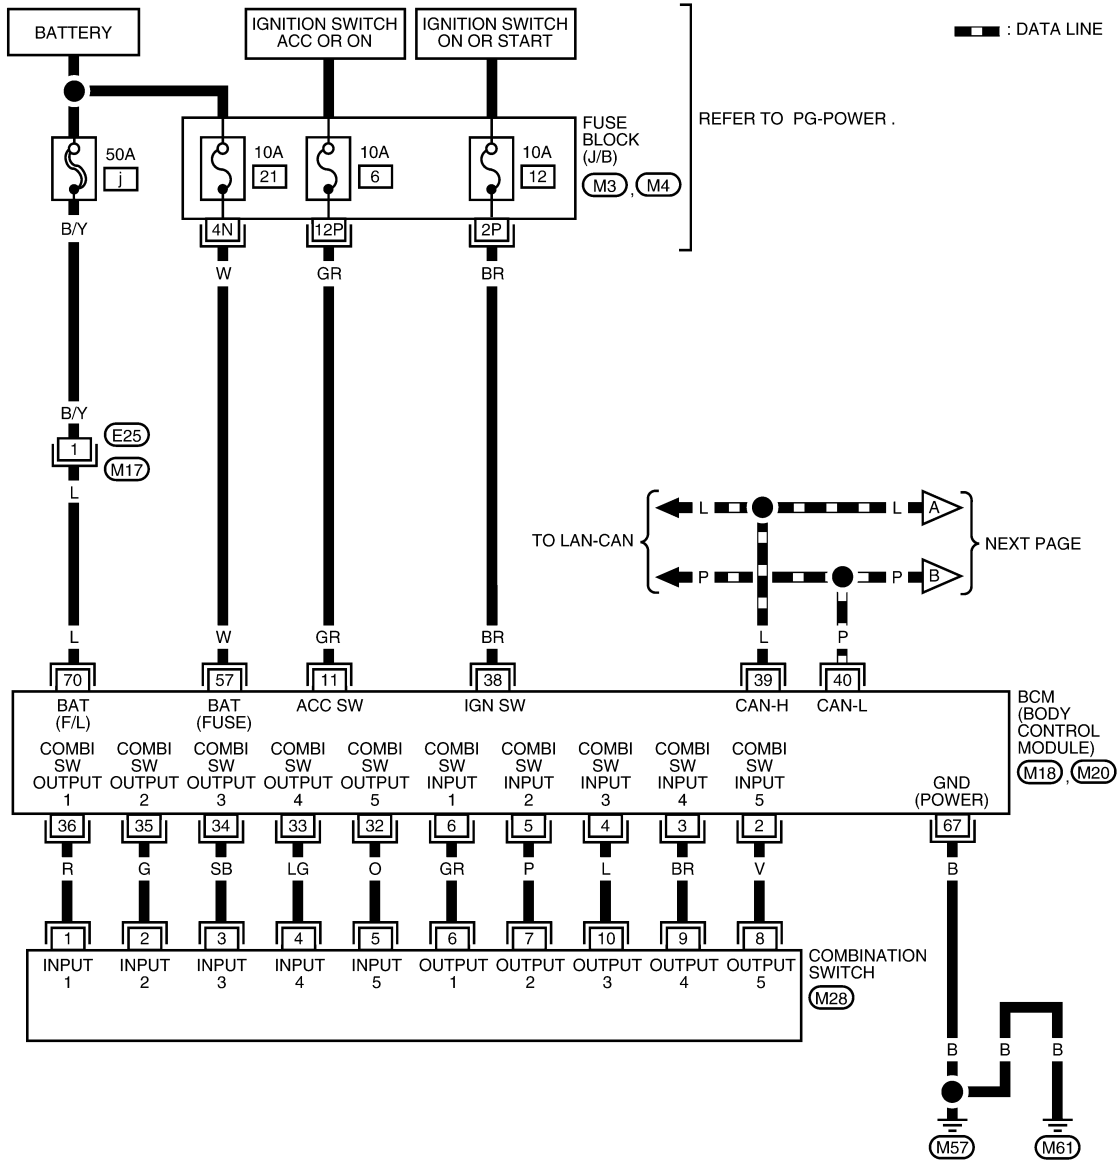 BATTERY
IGNITION SWITCH
ACC OR ON
IGNITION SWITCH
ON OR START
: DATA LINE
50A
j
10A
21
10A
6
10A
12
FUSE
BLOCK
(J/B)
M3 , M4
REFER TO PG-POWER .
4N
12P
2P
B/Y
W
GR
BR
B/Y
1
E25
M17
L
TO LAN-CAN
L
L
A
P
P
B
NEXT PAGE
L
W
GR
BR
L
P
70
57
11
38
39
40
BAT
(F/L)
BAT
(FUSE)
ACC SW
IGN SW
CAN-H
CAN-L
BCM
(BODY
CONTROL
MODULE)
M18 , M20
COMBI
SW
OUTPUT
1
COMBI
SW
OUTPUT
2
COMBI
SW
OUTPUT
3
COMBI
SW
OUTPUT
4
COMBI
SW
OUTPUT
5
COMBI
SW
INPUT
1
COMBI
SW
INPUT
2
COMBI
SW
INPUT
3
COMBI
SW
INPUT
4
COMBI
SW
INPUT
5
GND
(POWER)
36
35
34
33
32
6
5
4
3
2
67
R
G
SB
LG
O
GR
P
L
BR
V
B
1
2
3
4
5
6
7
10
9
8
INPUT
1
INPUT
2
INPUT
3
INPUT
4
INPUT
5
OUTPUT
1
OUTPUT
2
OUTPUT
3
OUTPUT
4
OUTPUT
5
COMBINATION
SWITCH
M28
B
B
B
M57
M61